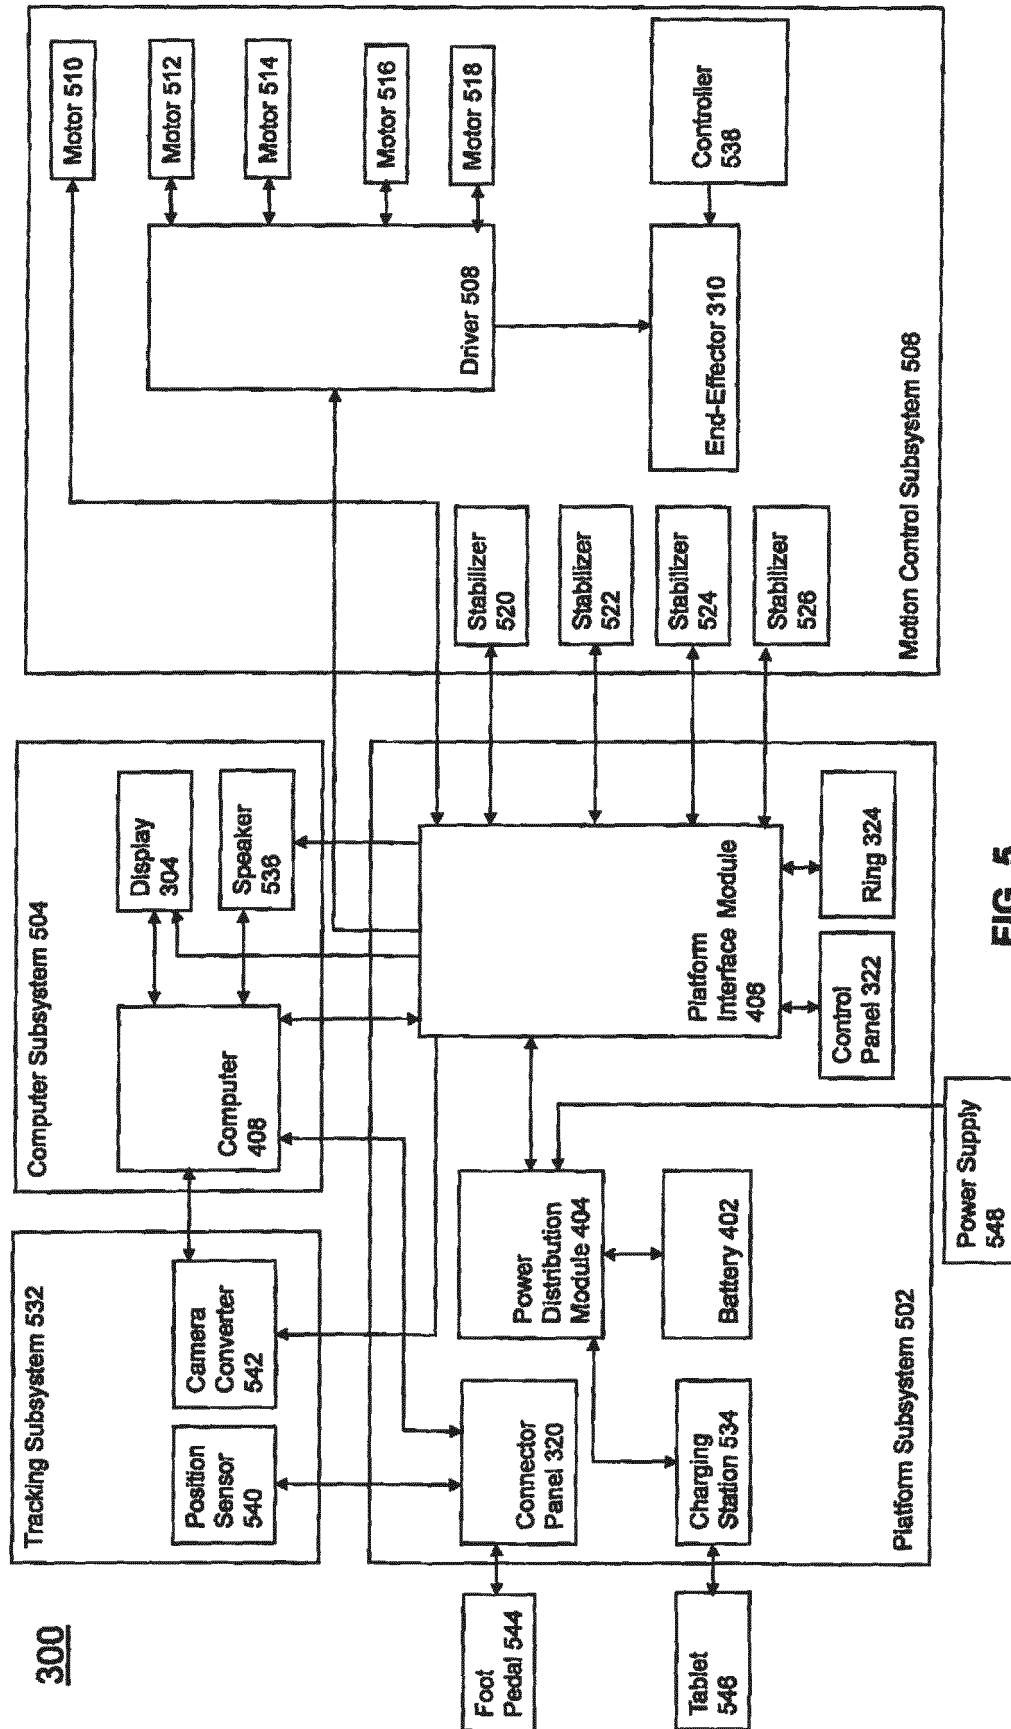 300
Tracking Subsystem 532
Position
Sensor
540
Camera
Converter
542
Computer Subsystem 504
Computer
408
Display
304
Speaker
536
Motor 510
Motor 512
Motor 514
Motor 516
Motor 518
Driver 508
Controller
538
End-Effector 310
Stabilizer
520
Stabilizer
522
Stabilizer
524
Stabilizer
526
Motion Control Subsystem 506
Foot
Pedal 544
Tablet
546
Connector
Panel 320
Charging
Station 534
Power
Distribution
Module 404
Battery 402
Platform
Interface Module
406
Control
Panel 322
Ring 324
Platform Subsystem 502
Power Supply
548
FIG. 5